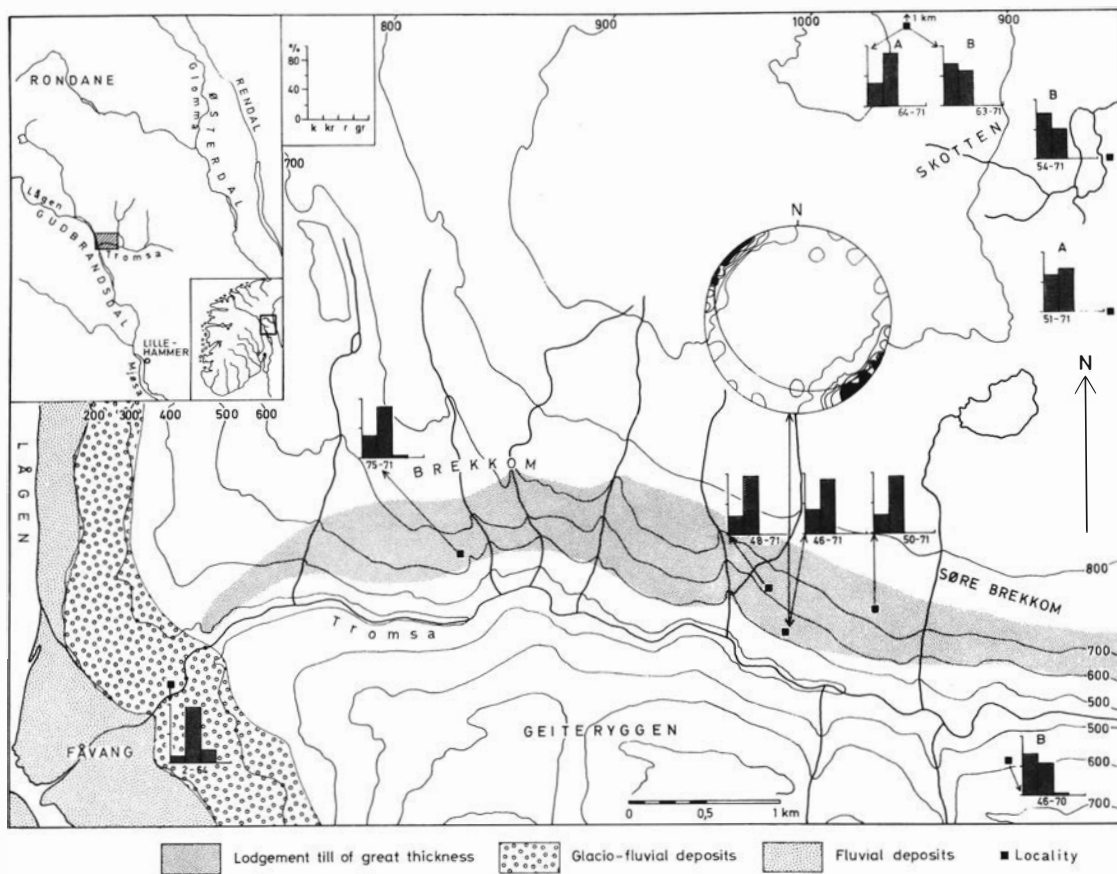 800
900
1000
900
1 km
RONDANE
Glomma
ØSTERDAL
RENDAL
%
80
40
0
k kr r gr
700
Lågen
GUDBRANDSDAL
Tromsa
LILLE-
HAMMER
Mjøsa
200 300 400 500 600
A
64-71
B
63-71
B
54-71
SKOTTEN
A
51-71
N
N
LÅGEN
75-71
BREKKOM
48-71
46-71
50-71
SØRE BREKKOM
800
700
600
500
500
600
700
Tromsa
GEITERYGGEN
FÅVANG
2-64
B
46-70
0 0,5 1 km
Lodgement till of great thickness
Glacio-fluvial deposits
Fluvial deposits
Locality